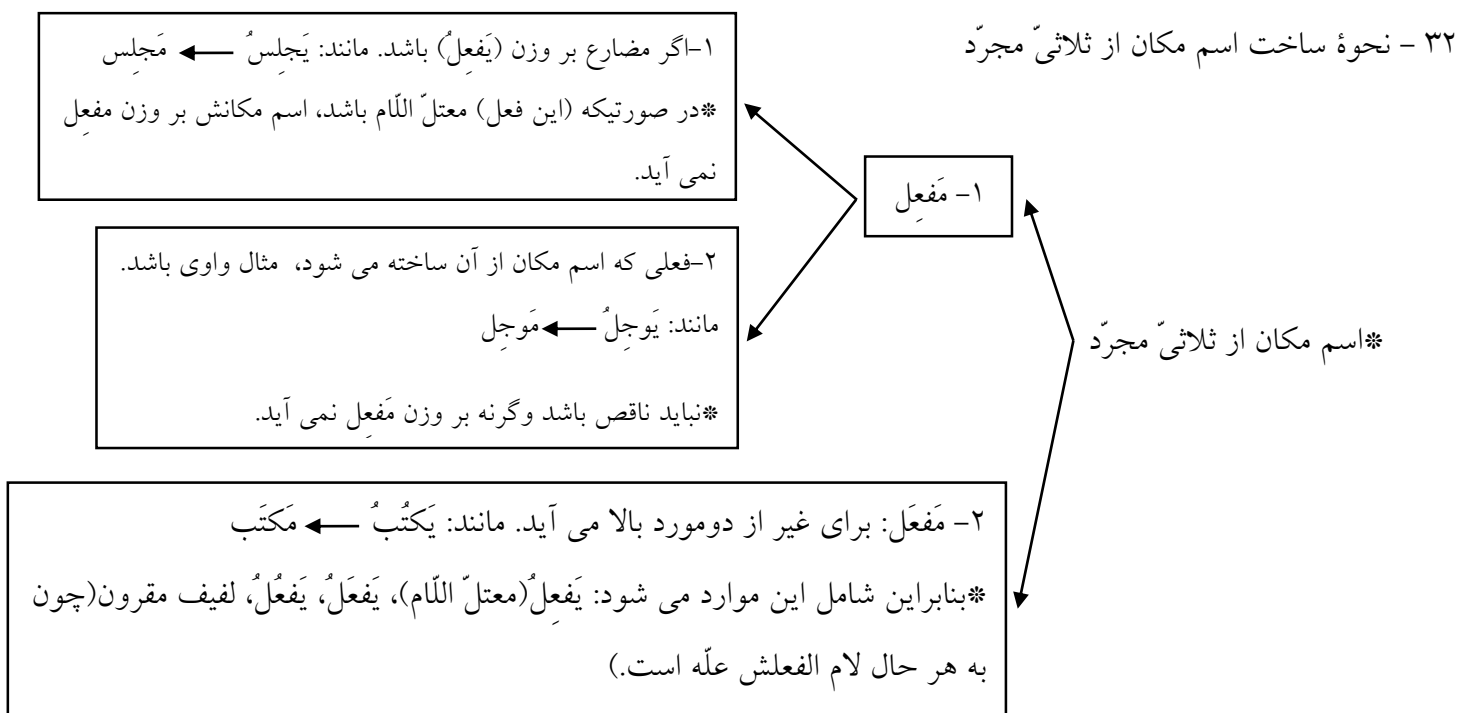 ۳۲ – نحوۀ ساخت اسم مکان از ثلاثیّ مجرّد
*اسم مکان از ثلاثیّ مجرّد
۱- مَفعِل
۱–اگر مضارع بر وزن (یَفعِلُ) باشد. مانند: یَجلِسُ ← مَجلِس
*در صورتیکه (این فعل) معتلّ اللّام باشد، اسم مکانش بر وزن مفعِل
نمی آید.
۲–فعلی که اسم مکان از آن ساخته می شود، مثال واوی باشد.
مانند: یَوجِلُ ← مَوجِل
*نباید ناقص باشد وگرنه بر وزن مَفعِل نمی آید.
۲- مَفعَل: برای غیر از دومورد بالا می آید. مانند: یَکتُبُ ← مَکتَب
*بنابراین شامل این موارد می شود: یَفعِلُ(معتلّ اللّام)، یَفعَلُ، یَفعُلُ، لفیف مقرون(چون
به هر حال لام الفعلش علّه است.)